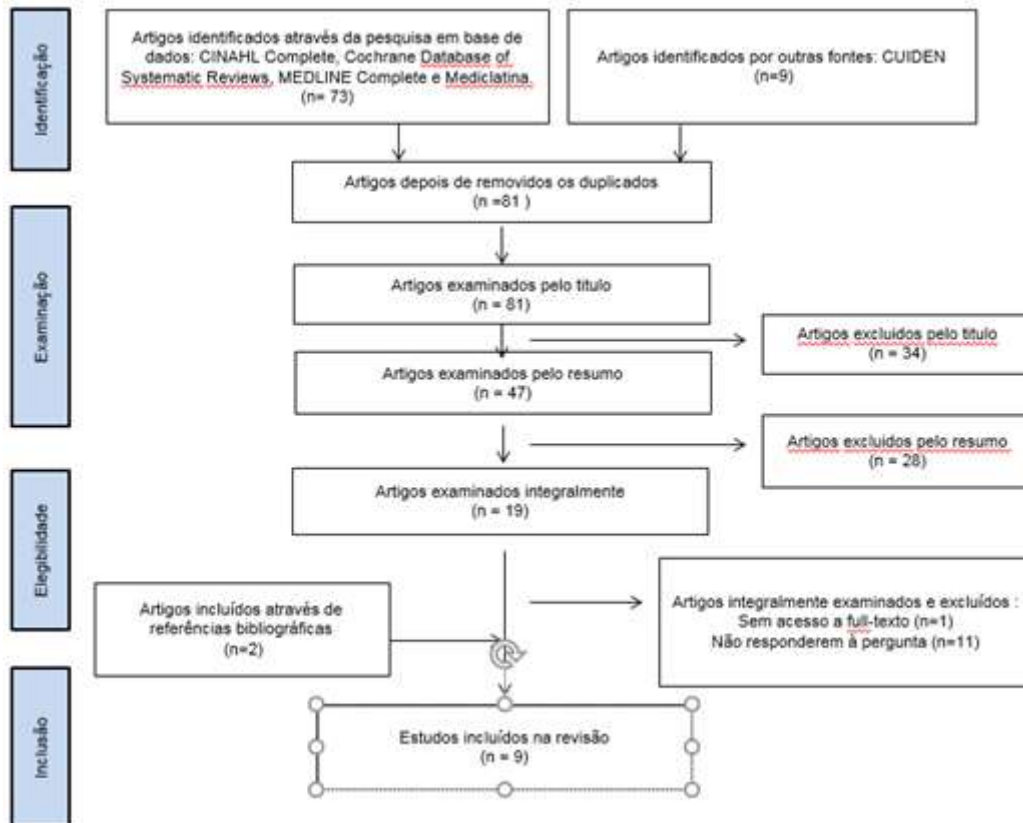 Identificação
Artigos identificados através da pesquisa em base de
dados: CINAHL Complete, Cochrane Database of
Systematic Reviews, MEDLINE Complete e Mediclatina.
(n= 73)
Artigos identificados por outras fontes: CUIDEN
(n=9)
Artigos depois de removidos os duplicados
(n =81 )
Examinação
Artigos examinados pelo título
(n = 81)
Artigos excluidos pelo titulo
(n = 34)
Artigos examinados pelo resumo
(n = 47)
Artigos excluidos pelo resumo
(n = 28)
Elegibilidade
Artigos examinados integralmente
(n = 19)
Artigos incluídos através de
referências bibliográficas
(n=2)
Artigos integralmente examinados e excluídos :
Sem acesso a full-texto (n=1)
Não responderem à pergunta (n=11)
Inclusão
Estudos incluídos na revisão
(n = 9)